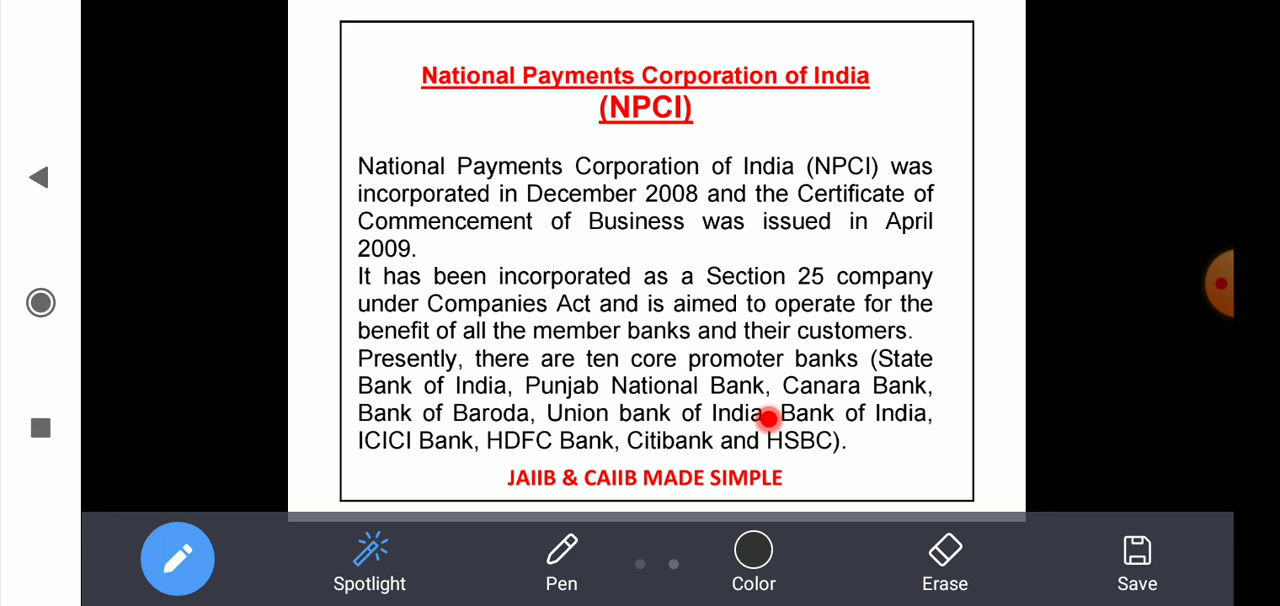 National Payments Corporation of India
(NPCI)
National Payments Corporation of India (NPCI) was
incorporated in December 2008 and the Certificate of
Commencement of Business was issued in April
2009.
It has been incorporated as a Section 25 company
under Companies Act and is aimed to operate for the
benefit of all the member banks and their customers.
Presently, there are ten core promoter banks (State
Bank of India, Punjab National Bank, Canara Bank,
Bank of Baroda, Union bank of India, Bank of India,
ICICI Bank, HDFC Bank, Citibank and HSBC).
JAIIB & CAIIB MADE SIMPLE
Spotlight
Pen
Color
Erase
Save